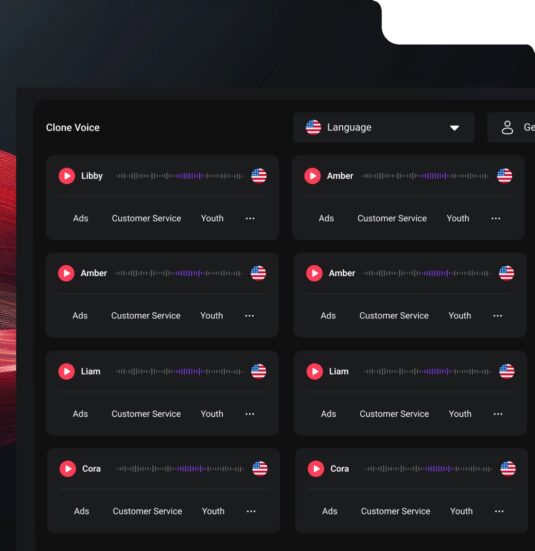 Clone Voice Language Ge
Libby Amber
Ads Customer Service Youth ... Ads Customer Service Youth ...
Amber Amber
Ads Customer Service Youth ... Ads Customer Service Youth ...
Liam Liam
Ads Customer Service Youth ... Ads Customer Service Youth ...
Cora Cora
Ads Customer Service Youth ... Ads Customer Service Youth ...